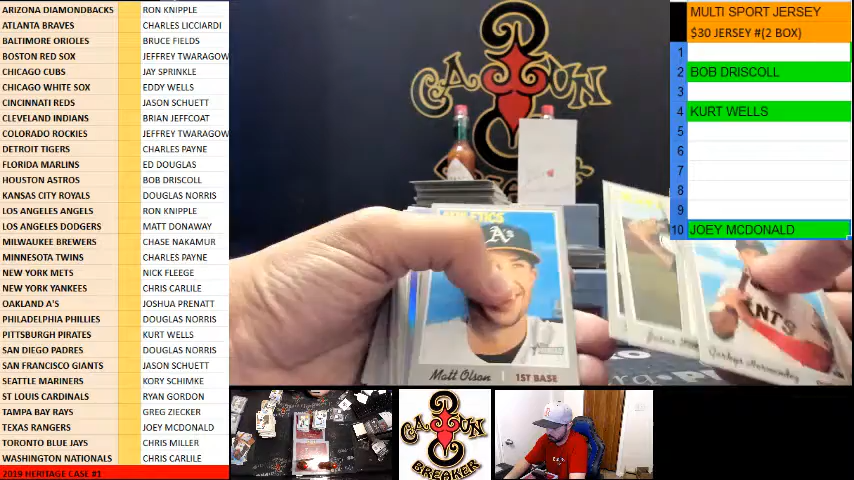 ARIZONA DIAMONDBACKS RON KNIPPLE
ATLANTA BRAVES CHARLES LICCIARDI
BALTIMORE ORIOLES BRUCE FIELDS
BOSTON RED SOX JEFFREY TWARAGOW
CHICAGO CUBS JAY SPRINKLE
CHICAGO WHITE SOX EDDY WELLS
CINCINNATI REDS JASON SCHUETT
CLEVELAND INDIANS BRIAN JEFFCOAT
COLORADO ROCKIES JEFFREY TWARAGOW
DETROIT TIGERS CHARLES PAYNE
FLORIDA MARLINS ED DOUGLAS
HOUSTON ASTROS BOB DRISCOLL
KANSAS CITY ROYALS DOUGLAS NORRIS
LOS ANGELES ANGELS RON KNIPPLE
LOS ANGELES DODGERS MATT DONAWAY
MILWAUKEE BREWERS CHASE NAKAMUR
MINNESOTA TWINS CHARLES PAYNE
NEW YORK METS NICK FLEEGE
NEW YORK YANKEES CHRIS CARLILE
OAKLAND A'S JOSHUA PRENATT
PHILADELPHIA PHILLIES DOUGLAS NORRIS
PITTSBURGH PIRATES KURT WELLS
SAN DIEGO PADRES DOUGLAS NORRIS
SAN FRANCISCO GIANTS JASON SCHUETT
SEATTLE MARINERS KORY SCHIMKE
ST LOUIS CARDINALS RYAN GORDON
TAMPA BAY RAYS GREG ZIECKER
TEXAS RANGERS JOEY MCDONALD
TORONTO BLUE JAYS CHRIS MILLER
WASHINGTON NATIONALS CHRIS CARLILE
2019 HERITAGE CASE #1
MULTI SPORT JERSEY
$30 JERSEY #(2 BOX)
1
2 BOB DRISCOLL
3
4 KURT WELLS
5
6
7
8
9
10 JOEY MCDONALD
CAJUN
BREAKER
A's
Matt Olson 1ST BASE
CAJUN
BREAKER